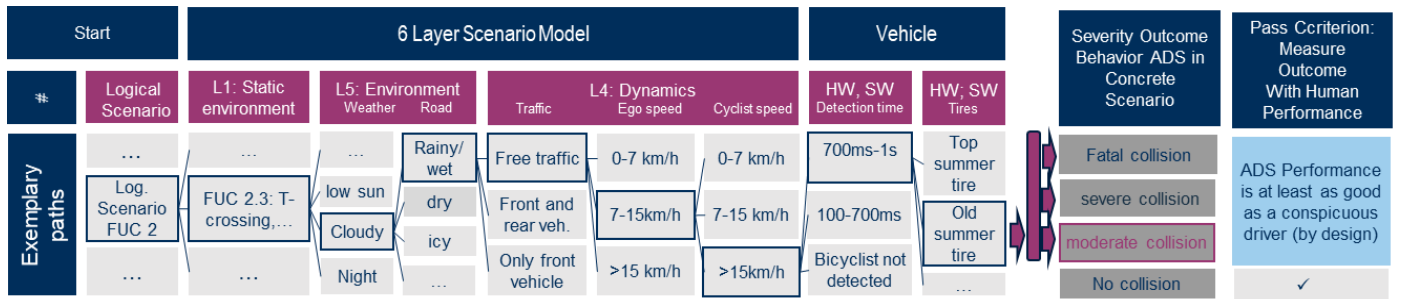 Start
6 Layer Scenario Model
Vehicle
Severity Outcome
Behavior ADS in
Concrete
Scenario
Pass Ccriterion:
Measure
Outcome
With Human
Performance
#
Logical
Scenario
L1: Static
environment
L5: Environment
Weather Road
L4: Dynamics
Traffic Ego speed Cyclist speed
HW, SW
Detection time
HW; SW
Tires
Exemplary
paths
...
Log.
Scenario
FUC 2
...
...
FUC 2.3: T-
crossing,...
...
...
low sun
Cloudy
Night
Rainy/
wet
dry
icy
...
Free traffic
Front and
rear veh.
Only front
vehicle
0-7 km/h
7-15km/h
>15 km/h
0-7 km/h
7-15 km/h
>15km/h
700ms-1s
100-700ms
Bicyclist not
detected
Top
summer
tire
Old
summer
tire
...
Fatal collision
severe collision
moderate collision
No collision
ADS Performance
is at least as good
as a conspicuous
driver (by design)
✓